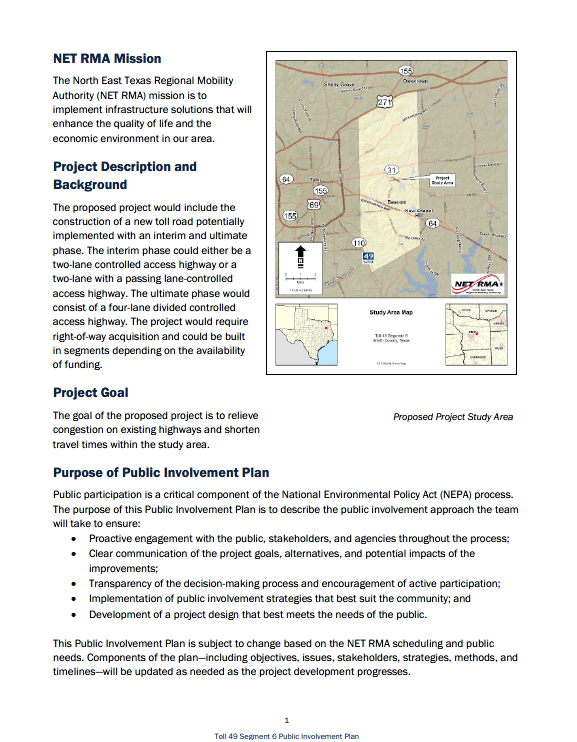 NET RMA Mission
The North East Texas Regional Mobility
Authority (NET RMA) mission is to
implement infrastructure solutions that will
enhance the quality of life and the
economic environment in our area.
Project Description and
Background
The proposed project would include the
construction of a new toll road potentially
implemented with an interim and ultimate
phase. The interim phase could either be a
two-lane controlled access highway or a
two-lane with a passing lane-controlled
access highway. The ultimate phase would
consist of a four-lane divided controlled
access highway. The project would require
right-of-way acquisition and could be built
in segments depending on the availability
of funding.
155
271
31
Project
Study Area
64
Tyler
155
69
155
64
110
49
N
NET RMA
Study Area Map
Toll 49 Segment 6
Smith County, Texas
Project Goal
The goal of the proposed project is to relieve
congestion on existing highways and shorten
travel times within the study area.
Proposed Project Study Area
Purpose of Public Involvement Plan
Public participation is a critical component of the National Environmental Policy Act (NEPA) process.
The purpose of this Public Involvement Plan is to describe the public involvement approach the team
will take to ensure:
• Proactive engagement with the public, stakeholders, and agencies throughout the process;
• Clear communication of the project goals, alternatives, and potential impacts of the
improvements;
• Transparency of the decision-making process and encouragement of active participation;
• Implementation of public involvement strategies that best suit the community; and
• Development of a project design that best meets the needs of the public.
This Public Involvement Plan is subject to change based on the NET RMA scheduling and public
needs. Components of the plan—including objectives, issues, stakeholders, strategies, methods, and
timelines—will be updated as needed as the project development progresses.
1
Toll 49 Segment 6 Public Involvement Plan